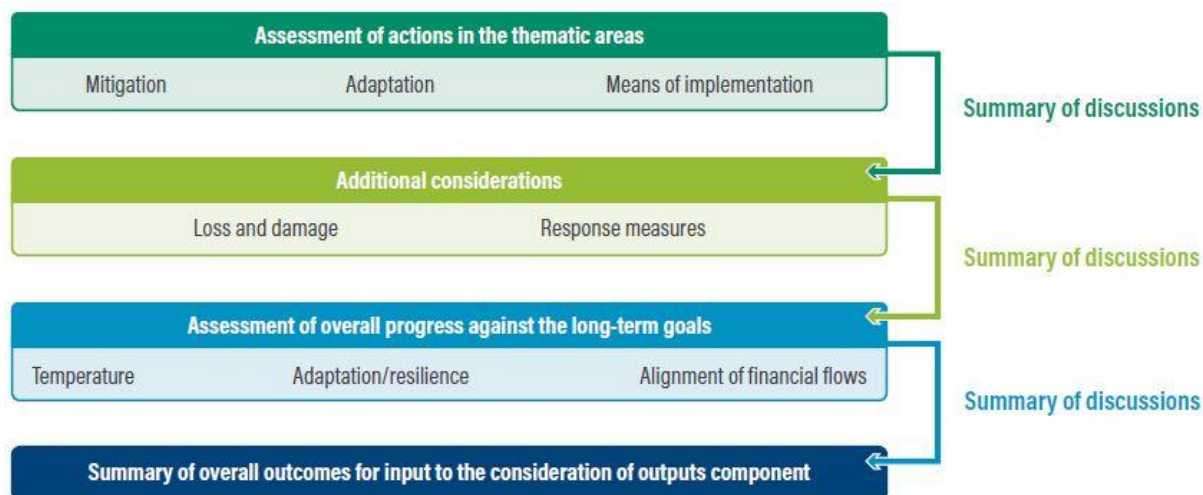 Assessment of actions in the thematic areas
Mitigation Adaptation Means of implementation
Summary of discussions
Additional considerations
Loss and damage Response measures
Summary of discussions
Assessment of overall progress against the long-term goals
Temperature Adaptation/resilience Alignment of financial flows
Summary of discussions
Summary of overall outcomes for input to the consideration of outputs component